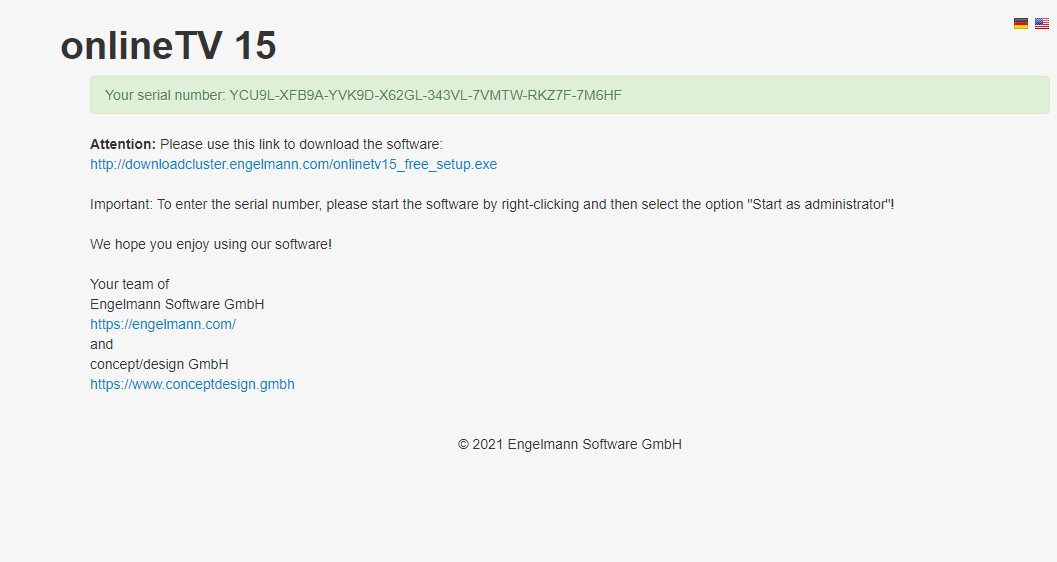 onlineTV 15
Your serial number: YCU9L-XFB9A-YVK9D-X62GL-343VL-7VMTW-RKZ7F-7M6HF
Attention: Please use this link to download the software:
http://downloadcluster.engelmann.com/onlinetv15_free_setup.exe
Important: To enter the serial number, please start the software by right-clicking and then select the option "Start as administrator"!
We hope you enjoy using our software!
Your team of
Engelmann Software GmbH
https://engelmann.com/
and
concept/design GmbH
https://www.conceptdesign.gmbh
© 2021 Engelmann Software GmbH